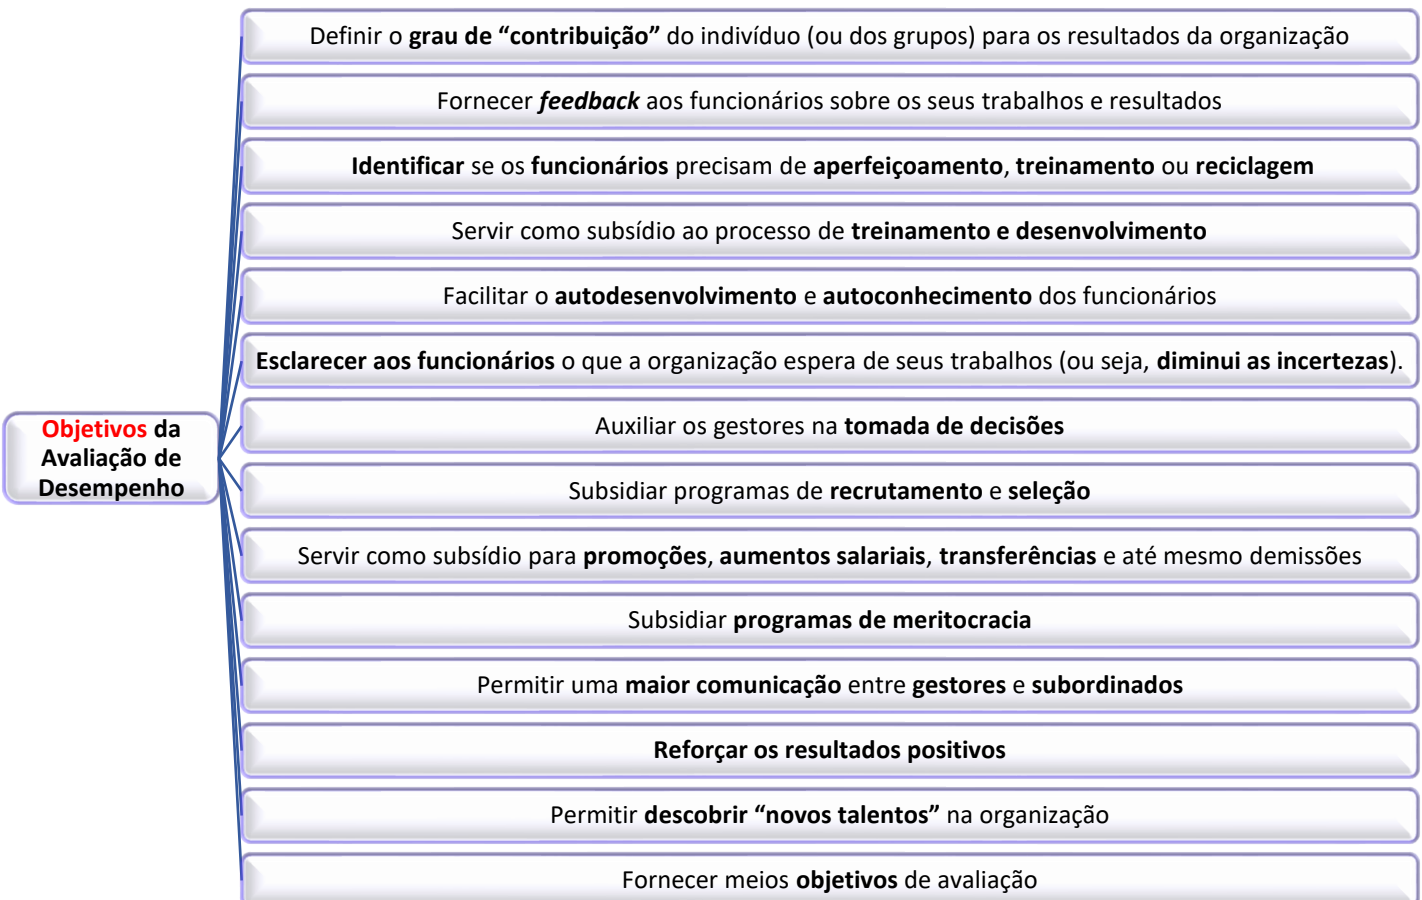 Definir o grau de “contribuição” do indivíduo (ou dos grupos) para os resultados da organização
Fornecer feedback aos funcionários sobre os seus trabalhos e resultados
Identificar se os funcionários precisam de aperfeiçoamento, treinamento ou reciclagem
Servir como subsídio ao processo de treinamento e desenvolvimento
Facilitar o autodesenvolvimento e autoconhecimento dos funcionários
Esclarecer aos funcionários o que a organização espera de seus trabalhos (ou seja, diminui as incertezas).
Objetivos da
Avaliação de
Desempenho
Auxiliar os gestores na tomada de decisões
Subsidiar programas de recrutamento e seleção
Servir como subsídio para promoções, aumentos salariais, transferências e até mesmo demissões
Subsidiar programas de meritocracia
Permitir uma maior comunicação entre gestores e subordinados
Reforçar os resultados positivos
Permitir descobrir “novos talentos” na organização
Fornecer meios objetivos de avaliação